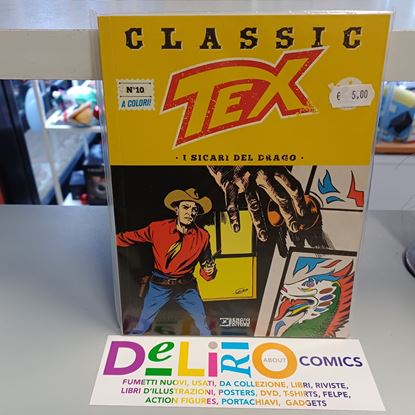 CLASSIC
N°10
A COLORI!
TEX
€ 5,00
• I SICARI DEL DRAGO •
SERGIO
BONELLI
EDITORE
DeLiRiO ABOUT COMICS
FUMETTI NUOVI, USATI, DA COLLEZIONE, LIBRI, RIVISTE,
LIBRI D'ILLUSTRAZIONI, POSTERS, DVD, T-SHIRTS, FELPE,
ACTION FIGURES, PORTACHIAVI, GADGETS